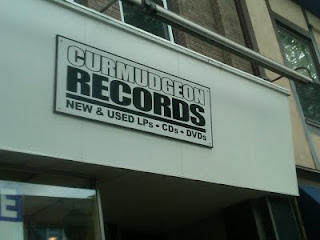 CURMUDGEON
RECORDS
NEW & USED LPs • CDs • DVDs
E